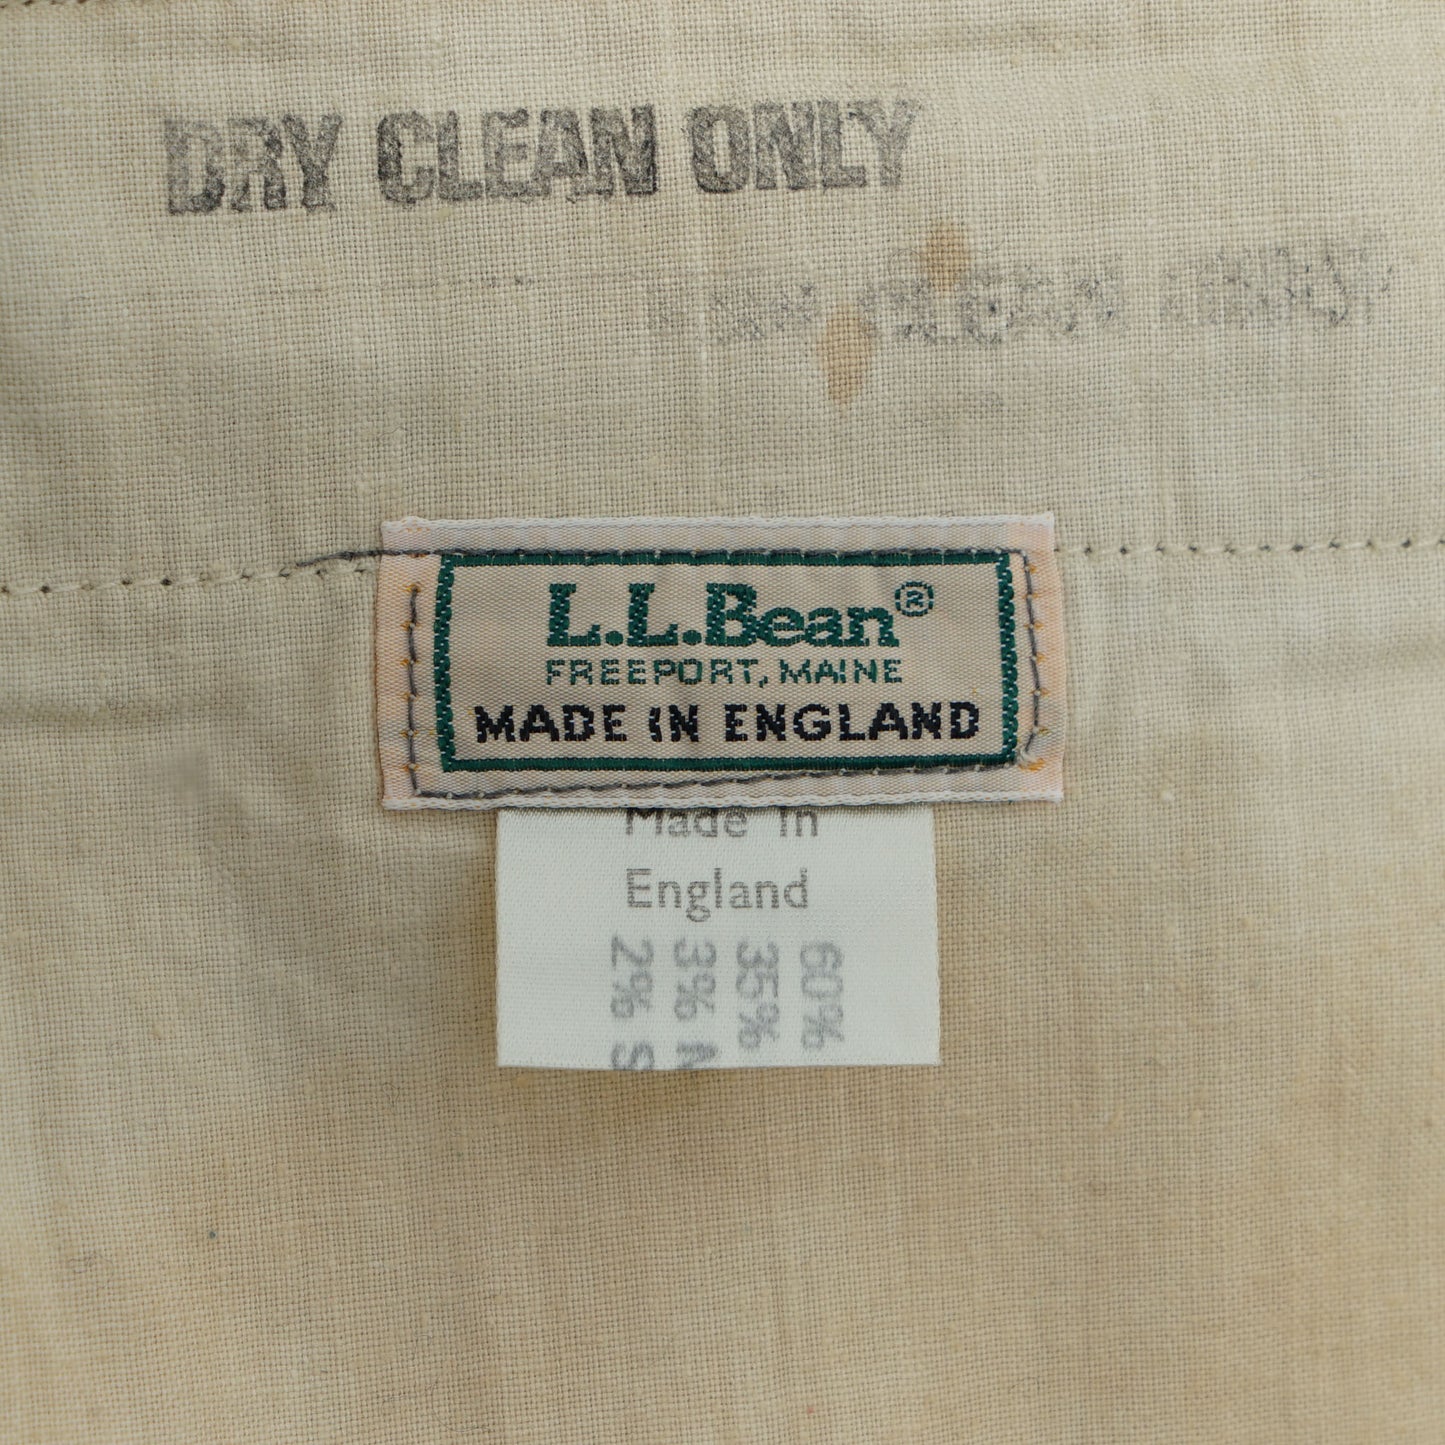 DRY CLEAN ONLY
L.L.Bean®
FREEPORT, MAINE
MADE IN ENGLAND
Made in
England
60%
35%
3%
2% S